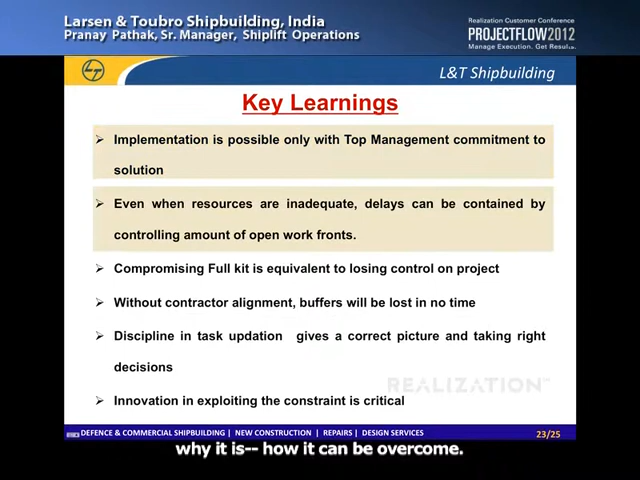 Larsen & Toubro Shipbuilding, India
Pranay Pathak, Sr. Manager, Shiplift Operations
Realization Customer Conference
PROJECTFLOW2012
Manage Execution. Get Results.
L&T Shipbuilding
Key Learnings
Implementation is possible only with Top Management commitment to
solution
Even when resources are inadequate, delays can be contained by
controlling amount of open work fronts.
Compromising Full kit is equivalent to losing control on project
Without contractor alignment, buffers will be lost in no time
Discipline in task updation gives a correct picture and taking right
decisions
REALIZATION
Innovation in exploiting the constraint is critical
DEFENCE & COMMERCIAL SHIPBUILDING | NEW CONSTRUCTION | REPAIRS | DESIGN SERVICES
23/25
why it is-- how it can be overcome.